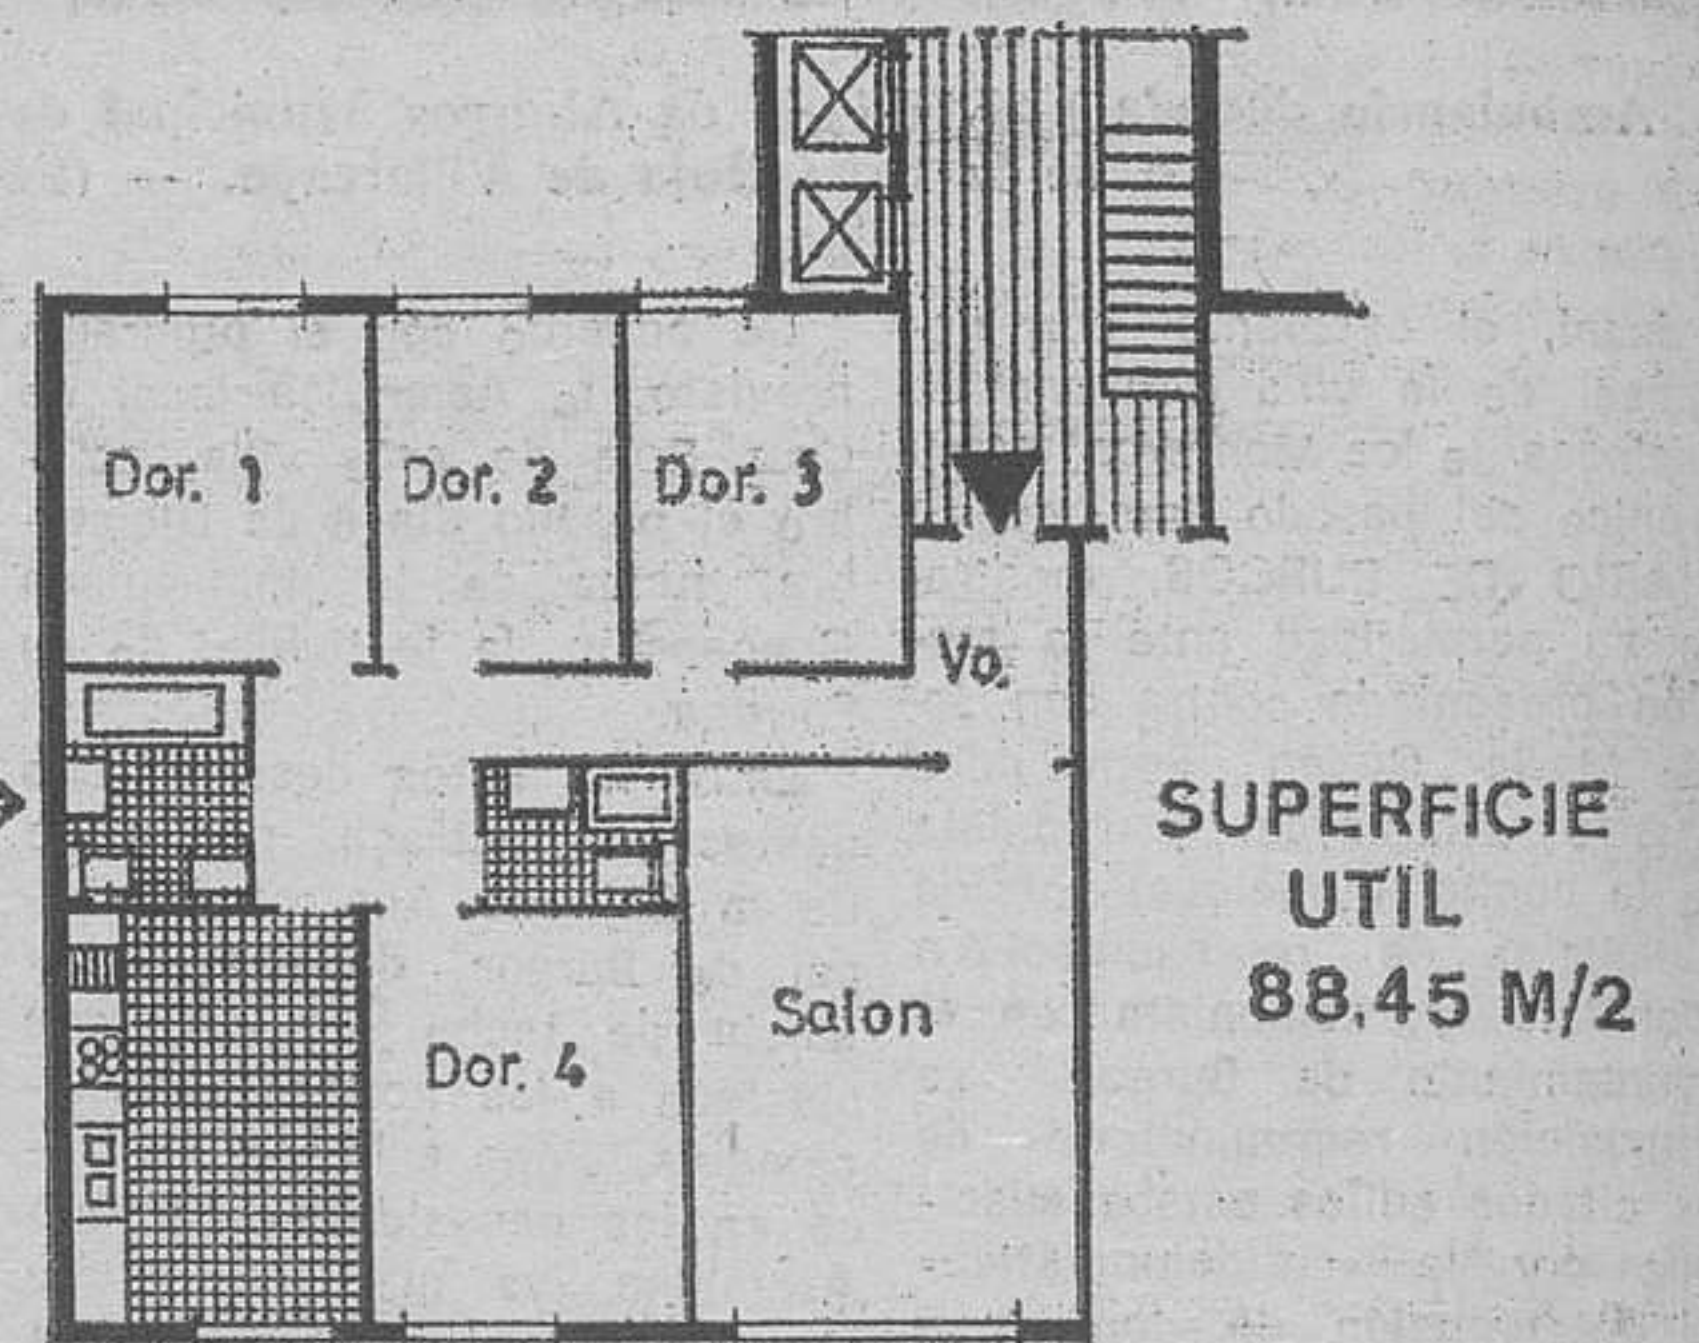 Dor. 1
Dor. 2
Dor. 3
Vo.
SUPERFICIE
UTIL
88,45 M/2
Salon
Dor. 4